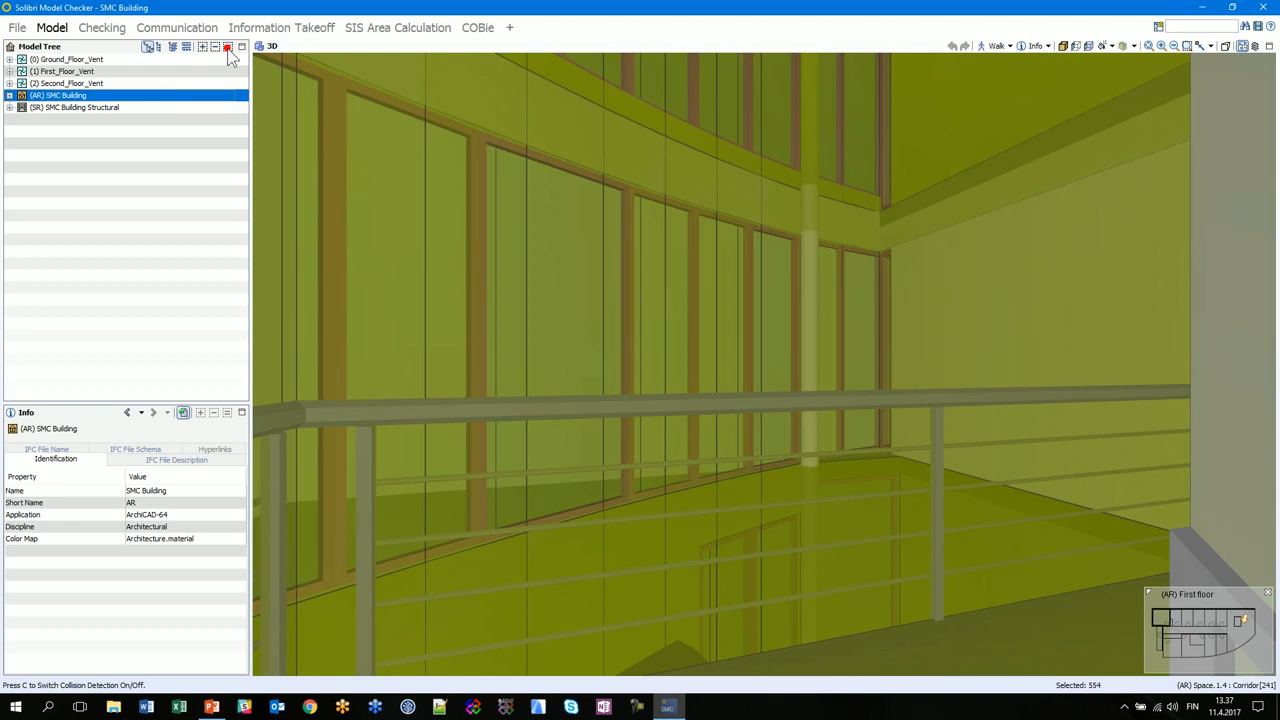 Solibri Model Checker - SMC Building
File Model Checking Communication Information Takeoff SIS Area Calculation COBie +
Model Tree
(0) Ground_Floor_Vent
(1) First_Floor_Vent
(2) Second_Floor_Vent
(AR) SMC Building
(SR) SMC Building Structural
3D
Walk
Info
Info
(AR) SMC Building
IFC File Name IFC File Schema Hyperlinks
Identification IFC File Description
Property Value
Name SMC Building
Short Name AR
Application ArchiCAD-64
Discipline Architectural
Color Map Architecture.material
(AR) First floor
Press C to Switch Collision Detection On/Off.
Selected: 554
(AR) Space.1.4 : Corridor[241]
SMC
FIN
13.37
11.4.2017